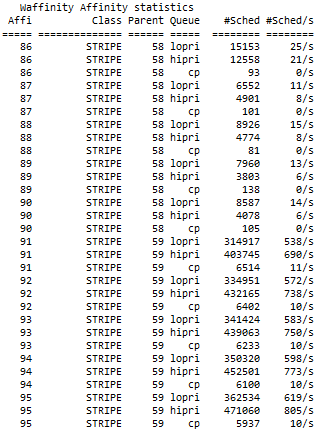 Waffinity Affinity statistics
Affi Class Parent Queue #Sched #Sched/s
===== ============== ====== ===== ======== ========
86 STRIPE 58 lopri 15153 25/s
86 STRIPE 58 hipri 12558 21/s
86 STRIPE 58 cp 93 0/s
87 STRIPE 58 lopri 6552 11/s
87 STRIPE 58 hipri 4901 8/s
87 STRIPE 58 cp 101 0/s
88 STRIPE 58 lopri 8926 15/s
88 STRIPE 58 hipri 4774 8/s
88 STRIPE 58 cp 81 0/s
89 STRIPE 58 lopri 7960 13/s
89 STRIPE 58 hipri 3803 6/s
89 STRIPE 58 cp 138 0/s
90 STRIPE 58 lopri 8587 14/s
90 STRIPE 58 hipri 4078 6/s
90 STRIPE 58 cp 105 0/s
91 STRIPE 59 lopri 314917 538/s
91 STRIPE 59 hipri 403745 690/s
91 STRIPE 59 cp 6514 11/s
92 STRIPE 59 lopri 334951 572/s
92 STRIPE 59 hipri 432165 738/s
92 STRIPE 59 cp 6402 10/s
93 STRIPE 59 lopri 341424 583/s
93 STRIPE 59 hipri 439063 750/s
93 STRIPE 59 cp 6233 10/s
94 STRIPE 59 lopri 350320 598/s
94 STRIPE 59 hipri 452501 773/s
94 STRIPE 59 cp 6100 10/s
95 STRIPE 59 lopri 362534 619/s
95 STRIPE 59 hipri 471060 805/s
95 STRIPE 59 cp 5937 10/s